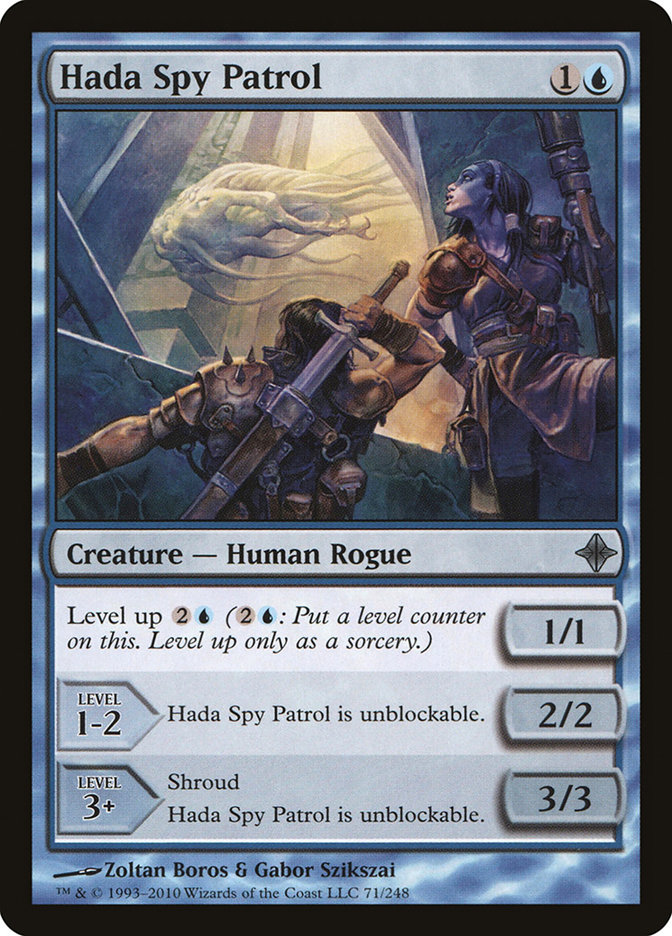 Hada Spy Patrol 1
Creature — Human Rogue
Level up 2 (2: Put a level counter
on this. Level up only as a sorcery.)
1/1
LEVEL
1-2
Hada Spy Patrol is unblockable.
2/2
LEVEL
3+
Shroud
Hada Spy Patrol is unblockable.
3/3
Zoltan Boros & Gabor Szikszai
™ & © 1993–2010 Wizards of the Coast LLC 71/248